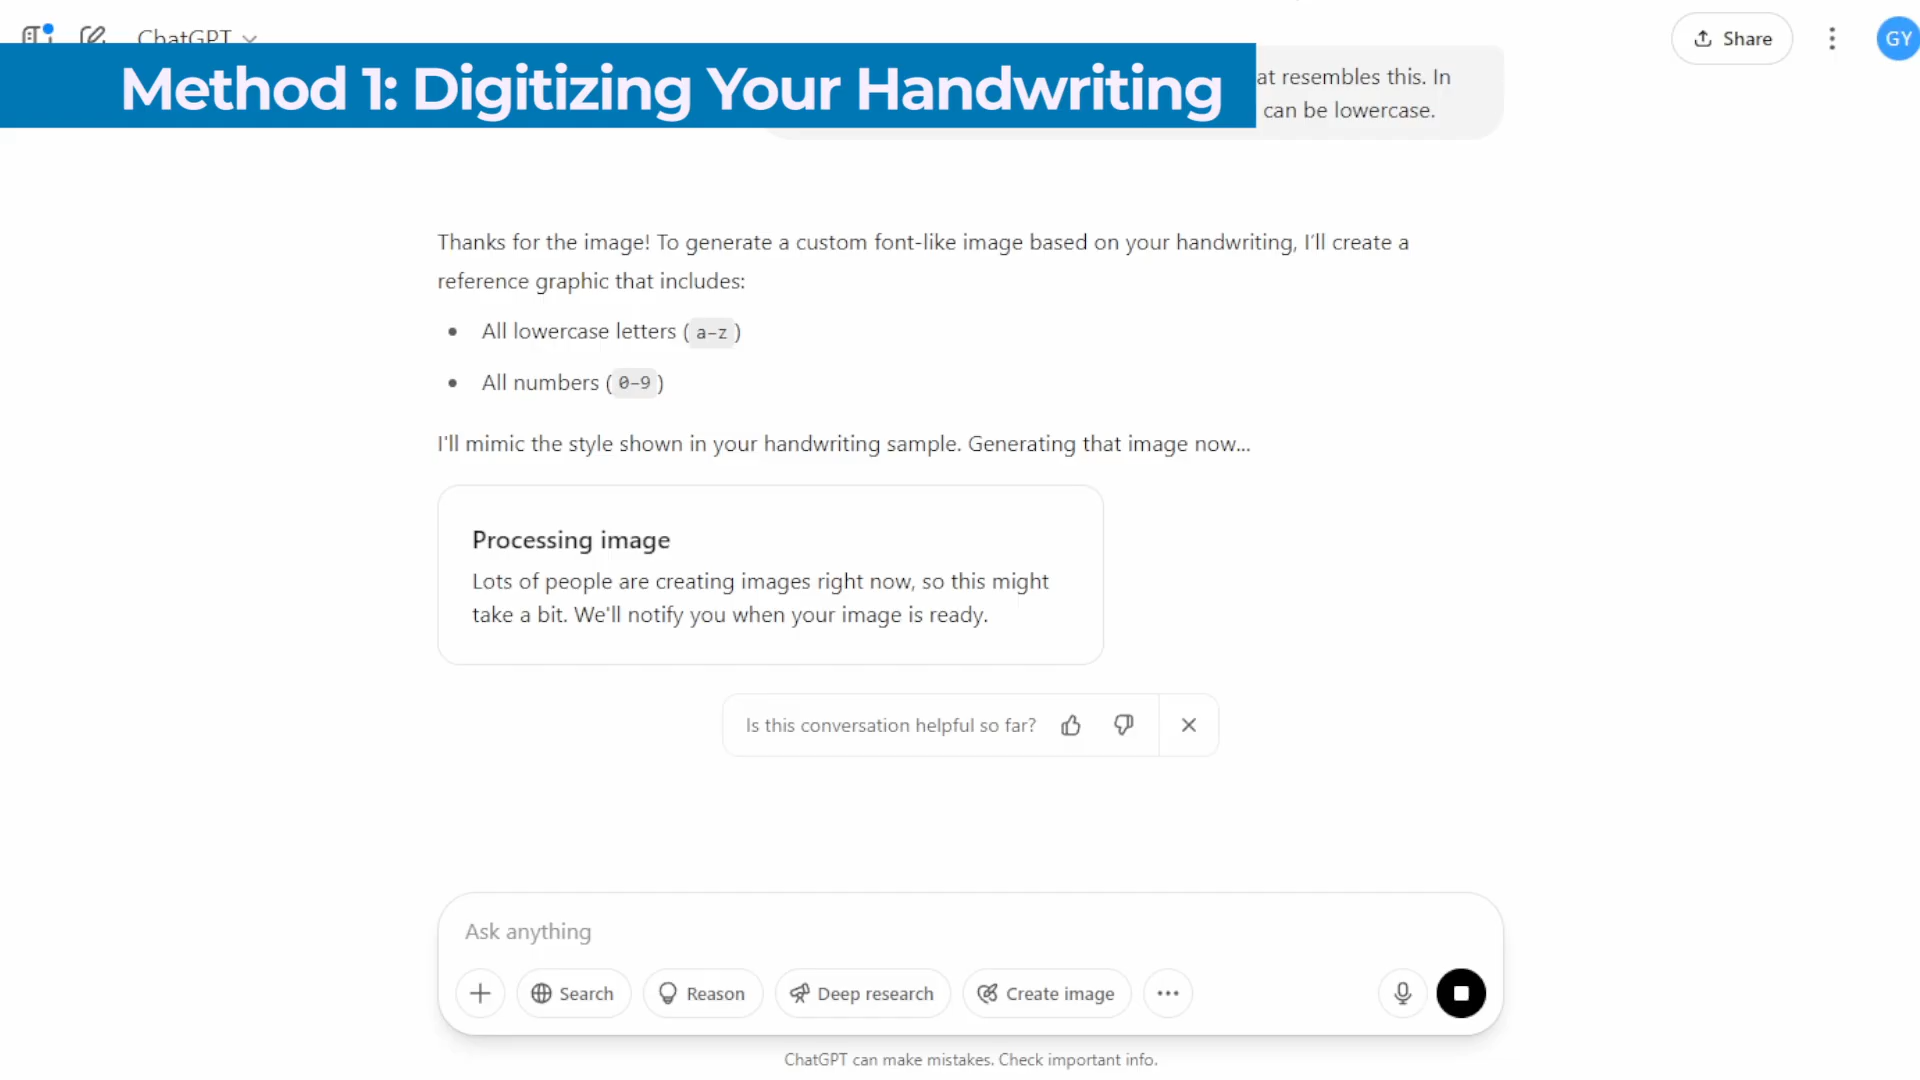 ChatGPT
Share
GY
Method 1: Digitizing Your Handwriting
at resembles this. In
can be lowercase.
Thanks for the image! To generate a custom font-like image based on your handwriting, I'll create a
reference graphic that includes:
• All lowercase letters (a–z)
• All numbers (0–9)
I'll mimic the style shown in your handwriting sample. Generating that image now...
Processing image
Lots of people are creating images right now, so this might
take a bit. We'll notify you when your image is ready.
Is this conversation helpful so far?
Ask anything
Search
Reason
Deep research
Create image
ChatGPT can make mistakes. Check important info.